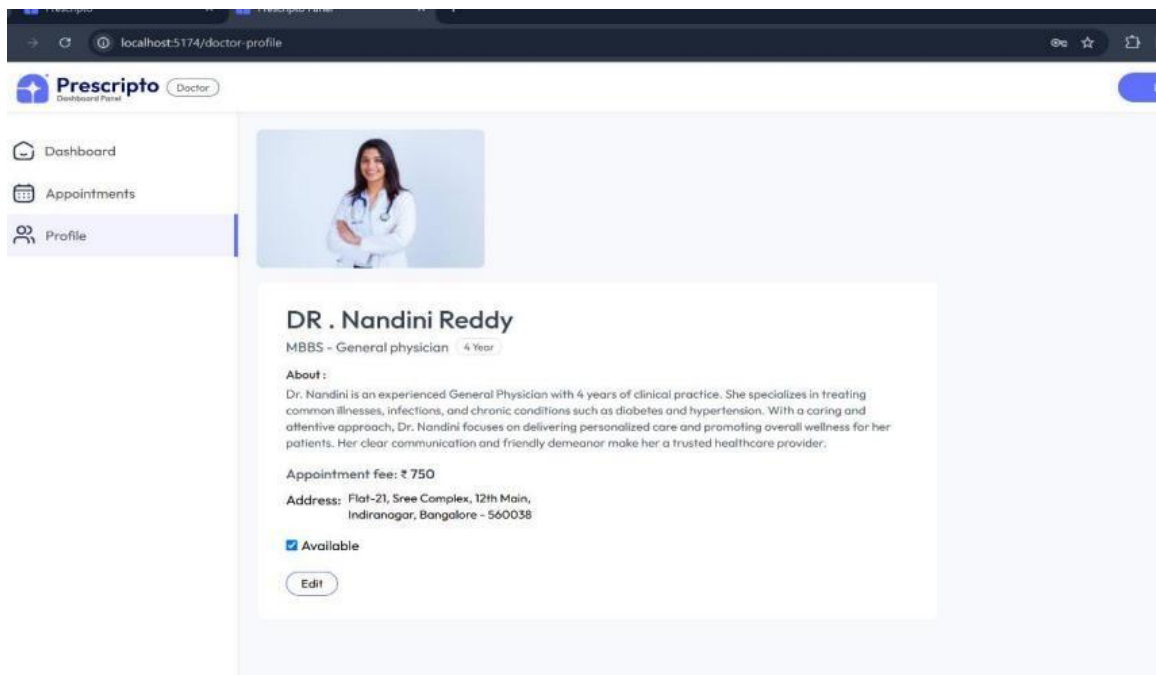 Prescripto
Prescripto Panel
localhost:5174/doctor-profile
Prescripto
Doctor
Dashboard Panel
Dashboard
Appointments
Profile
DR . Nandini Reddy
MBBS - General physician 4 Year
About :
Dr. Nandini is an experienced General Physician with 4 years of clinical practice. She specializes in treating
common illnesses, infections, and chronic conditions such as diabetes and hypertension. With a caring and
attentive approach, Dr. Nandini focuses on delivering personalized care and promoting overall wellness for her
patients. Her clear communication and friendly demeanor make her a trusted healthcare provider.
Appointment fee: ₹ 750
Address: Flat-21, Sree Complex, 12th Main,
Indiranagar, Bangalore - 560038
Available
Edit